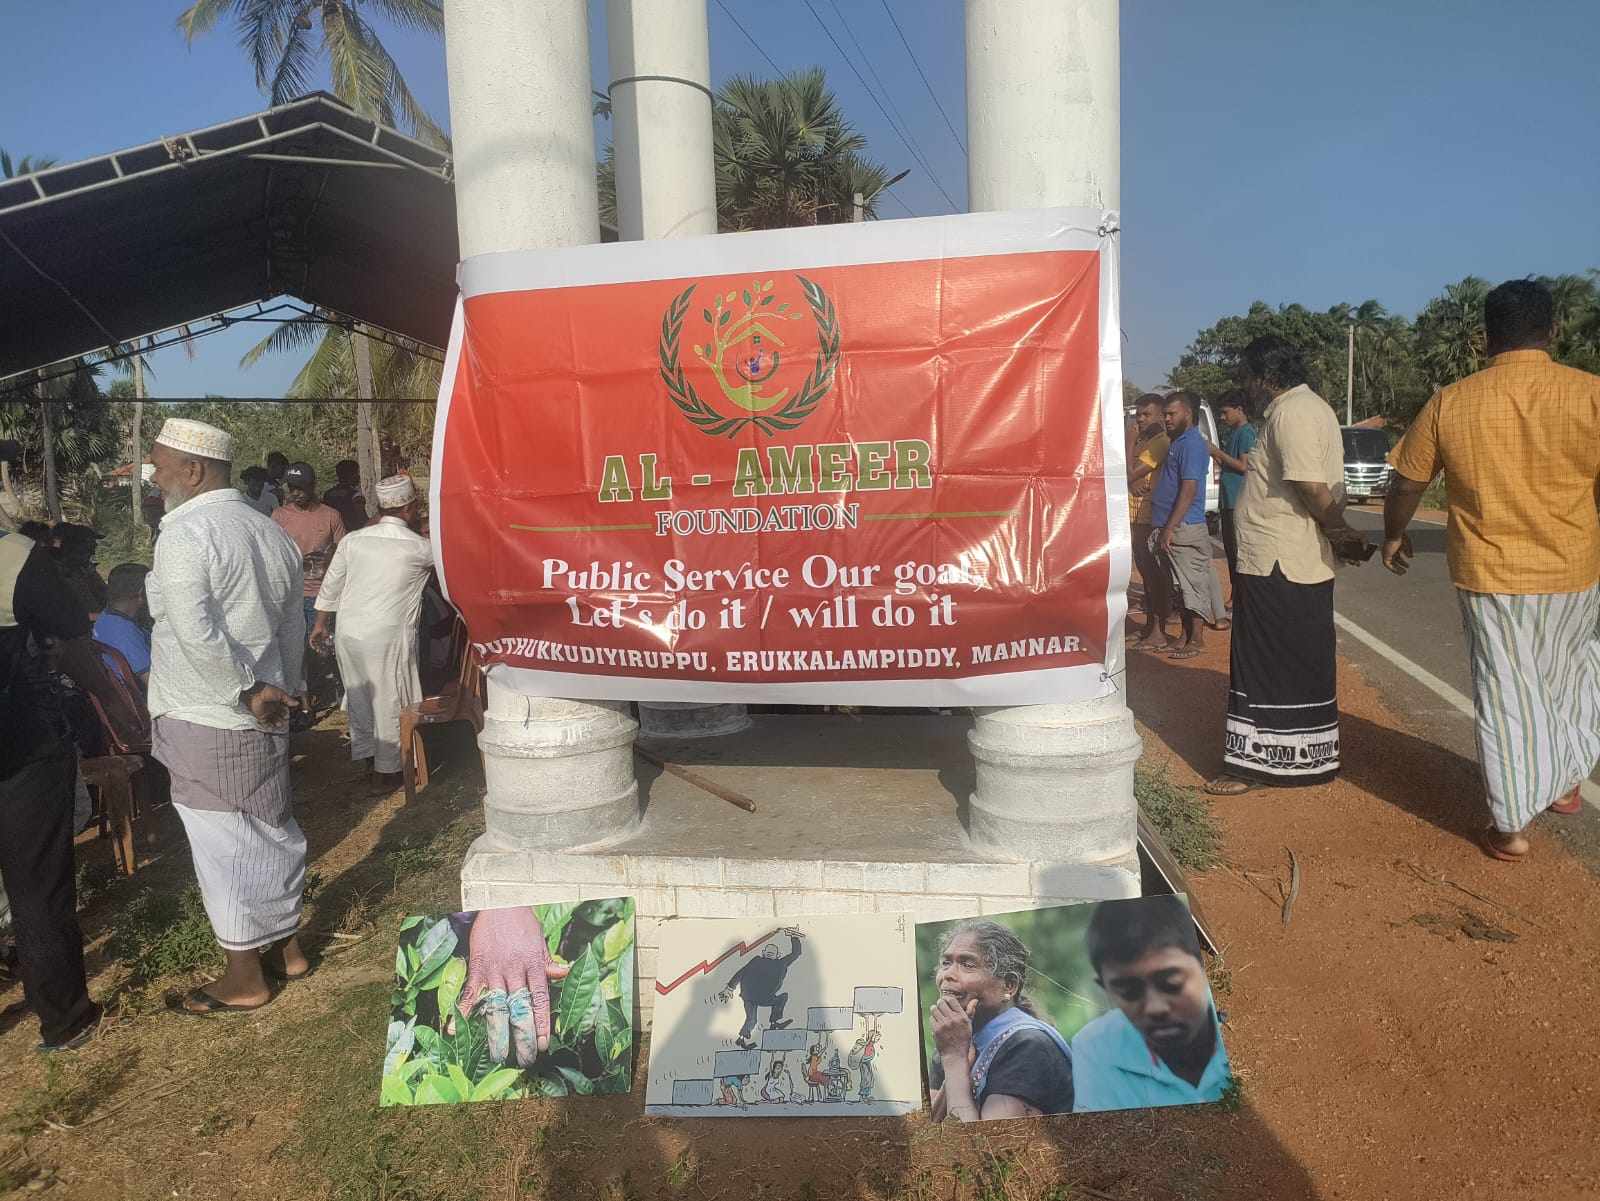 AL - AMEER
FOUNDATION
Public Service Our goal,
Let's do it / will do it
PUTHUKKUDIYIRUPPU, ERUKKALAMPIDDY, MANNAR.